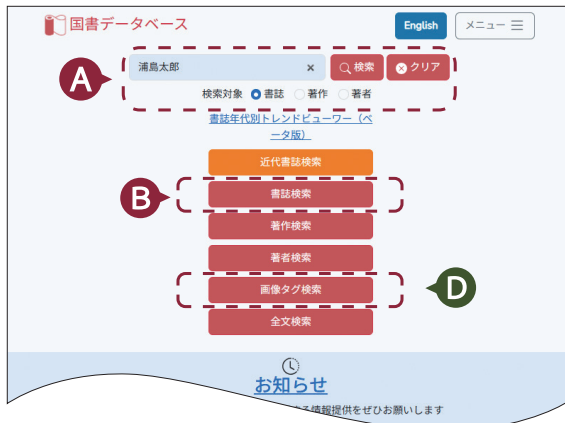 国書データベース
English
メニュー
浦島太郎 ×
検索
クリア
A
検索対象 書誌 著作 著者
書誌年代別トレンドビューワー（ベ
ータ版）
近代書誌検索
B
書誌検索
著作検索
著者検索
画像タグ検索
D
全文検索
お知らせ
情報提供をぜひお願いします